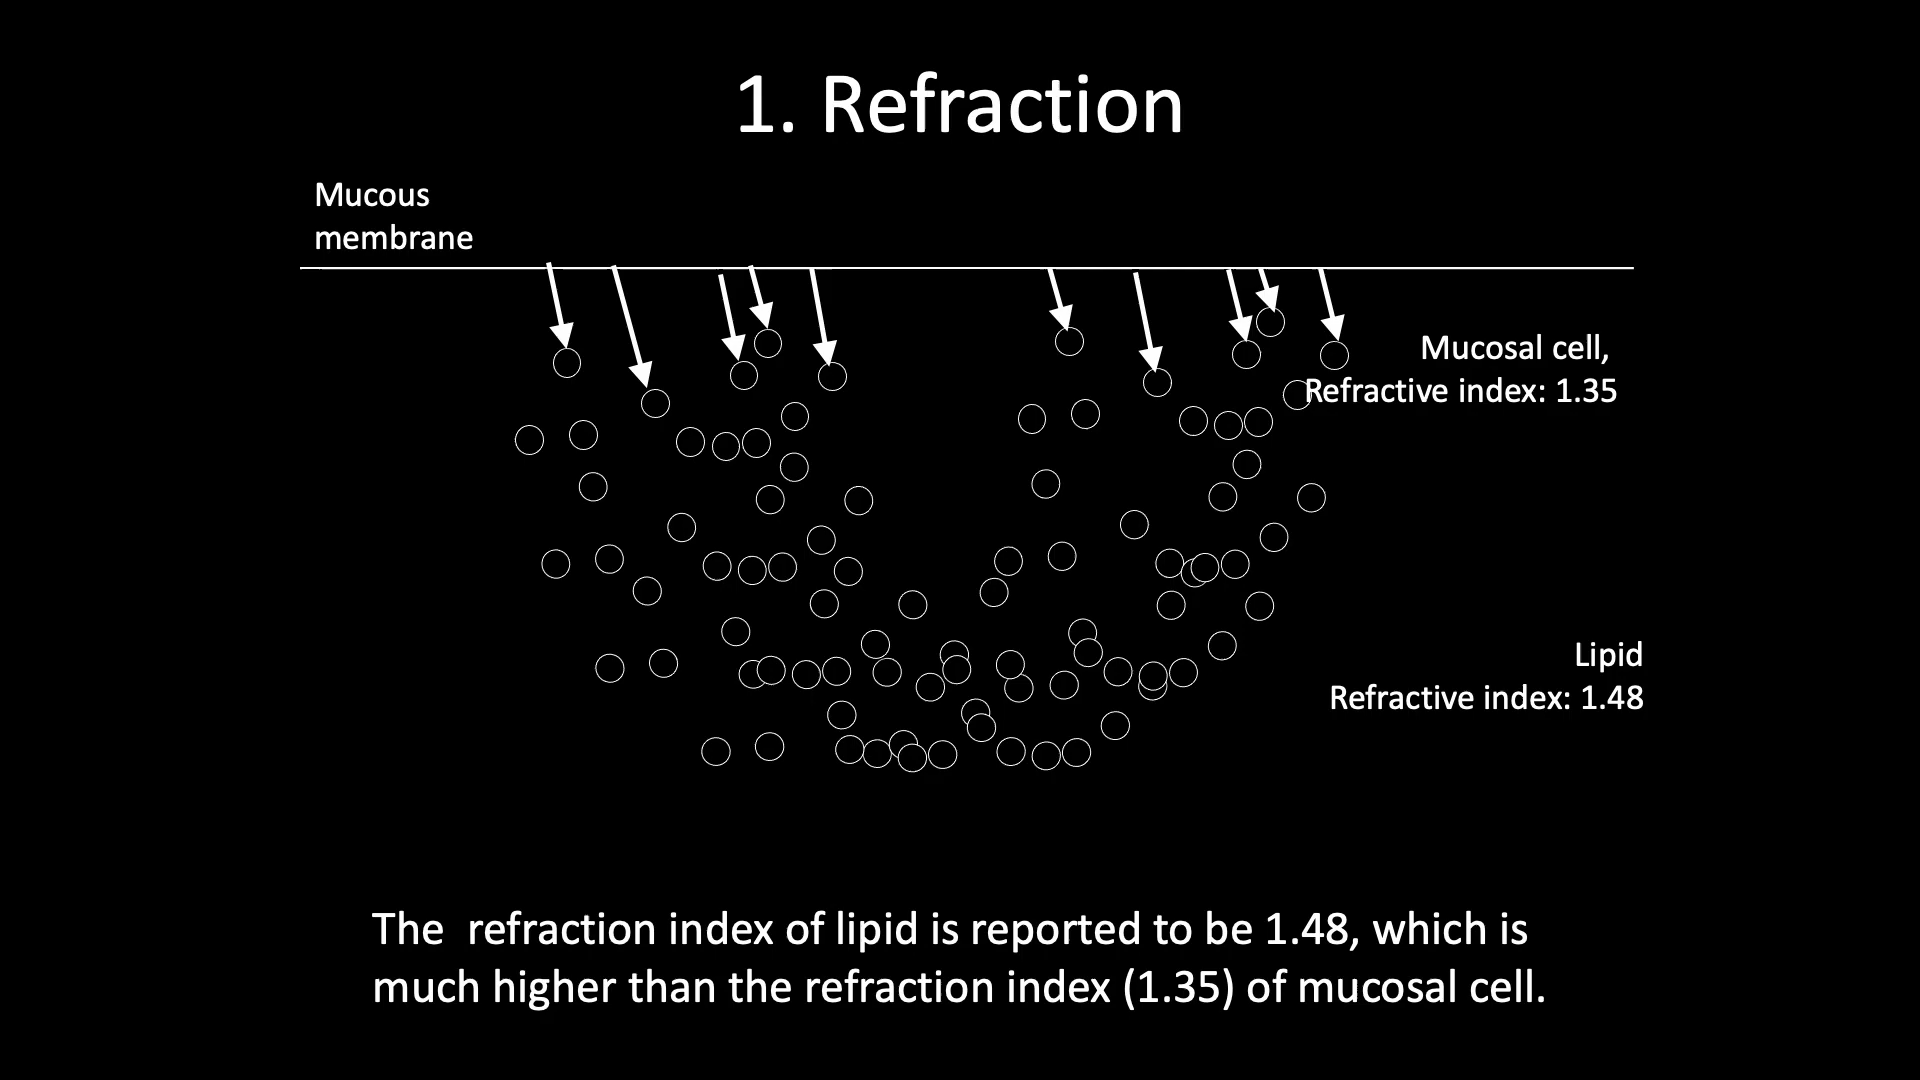 1. Refraction
Mucous
membrane
Mucosal cell,
Refractive index: 1.35
Lipid
Refractive index: 1.48
The  refraction index of lipid is reported to be 1.48, which is
much higher than the refraction index (1.35) of mucosal cell.